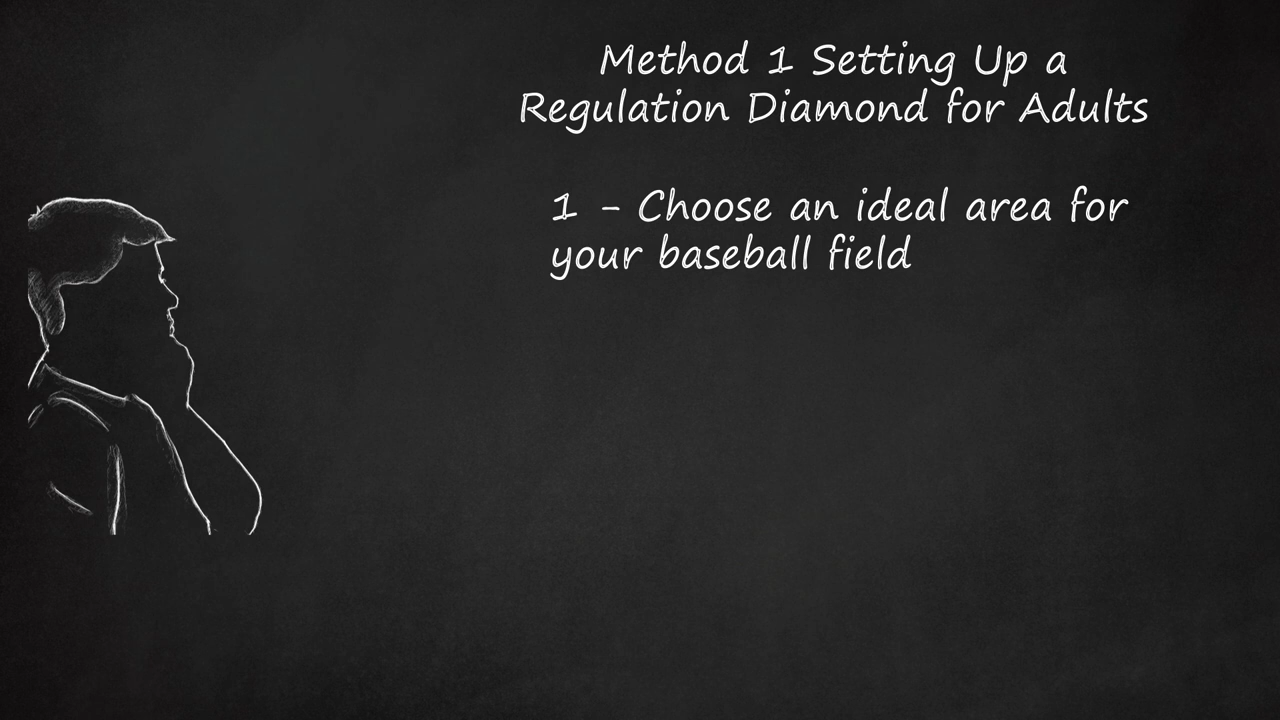 Method 1 Setting Up a
Regulation Diamond for Adults
1 - Choose an ideal area for
your baseball field